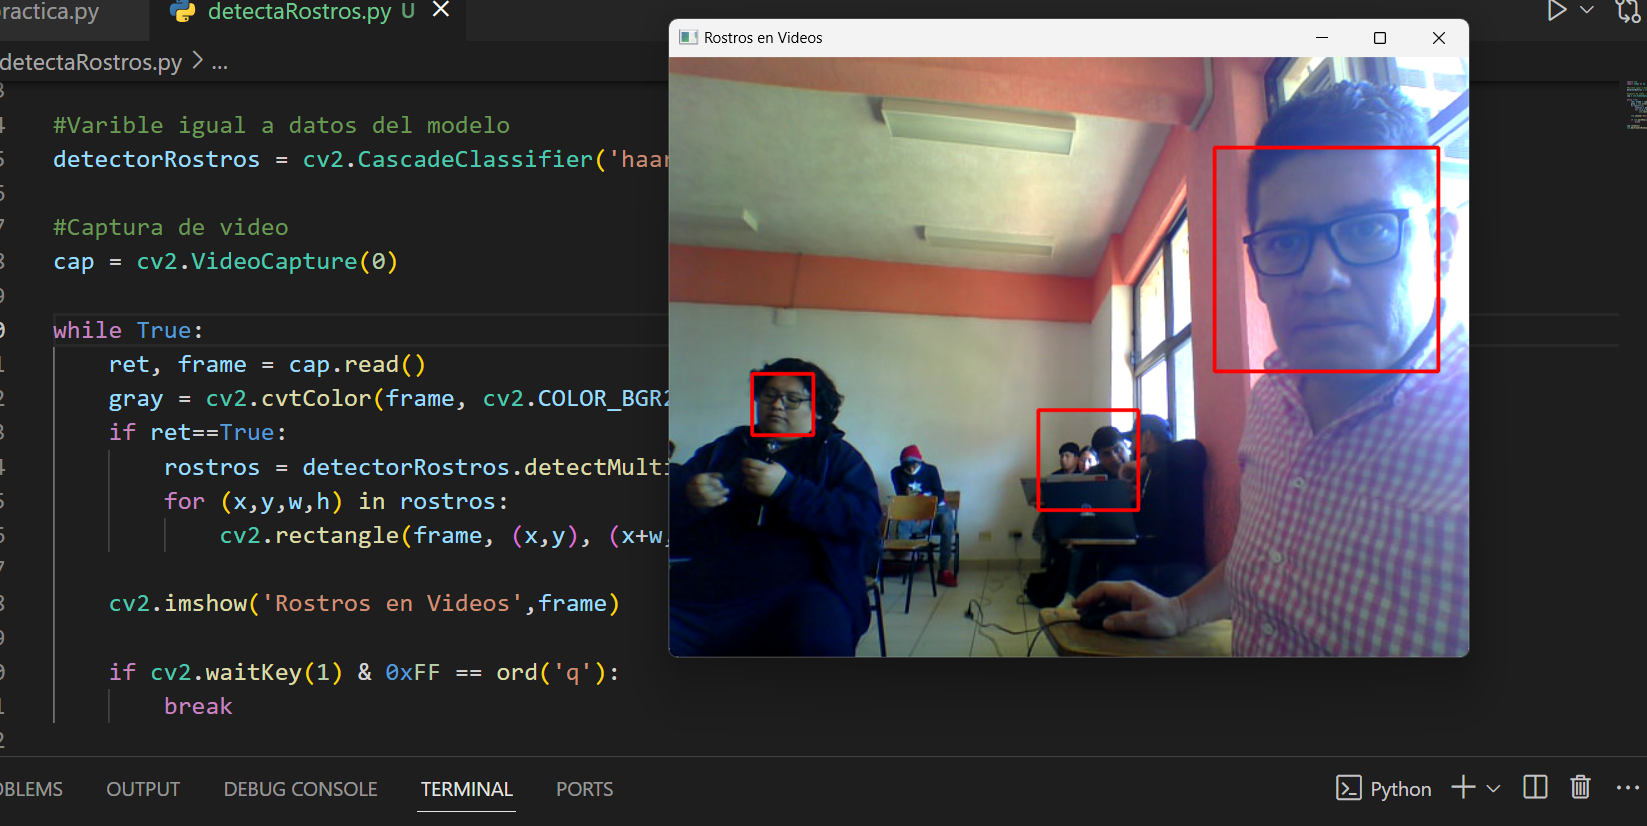 ractica.py
detectaRostros.py U
detectaRostros.py > ...
#Varible igual a datos del modelo
detectorRostros = cv2.CascadeClassifier('haar
#Captura de video
cap = cv2.VideoCapture(0)
while True:
ret, frame = cap.read()
gray = cv2.cvtColor(frame, cv2.COLOR_BGR2
if ret==True:
rostros = detectorRostros.detectMulti
for (x,y,w,h) in rostros:
cv2.rectangle(frame, (x,y), (x+w,
cv2.imshow('Rostros en Videos',frame)
if cv2.waitKey(1) & 0xFF == ord('q'):
break
Rostros en Videos
OBLEMS
OUTPUT
DEBUG CONSOLE
TERMINAL
PORTS
Python